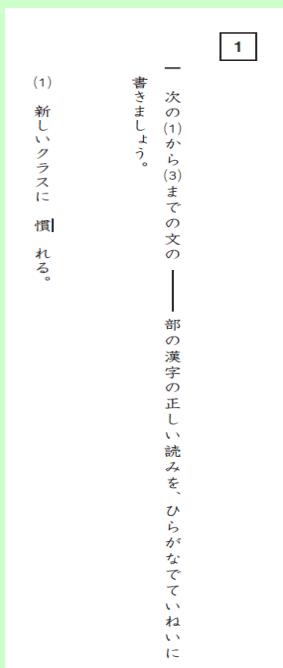 1
一 次の(1)から(3)までの文の――部の漢字の正しい読みを、ひらがなでていねいに
書きましょう。
(1) 新しいクラスに 慣れる。